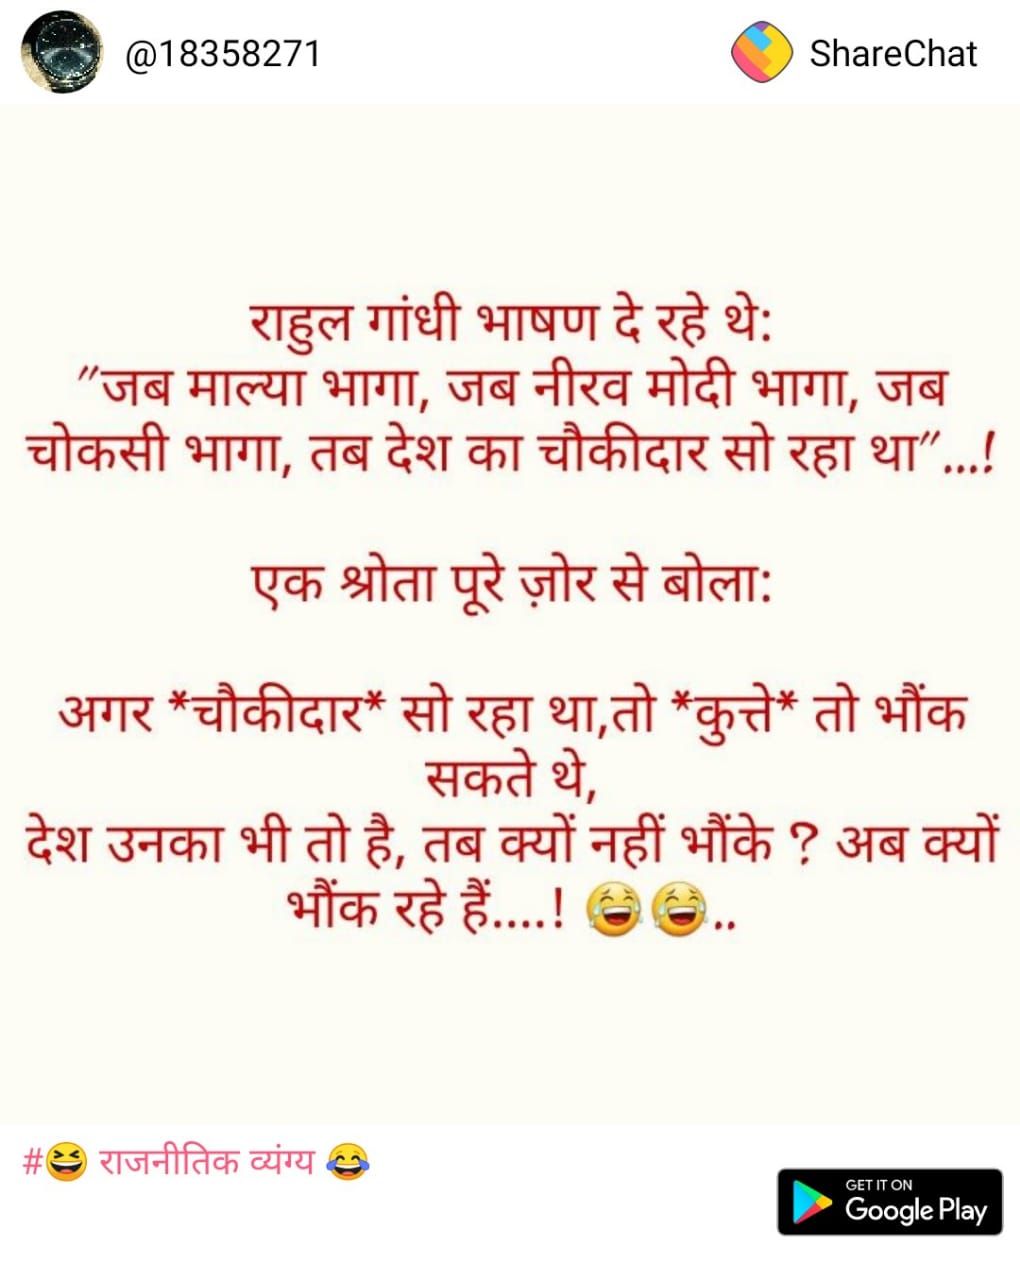 @18358271
ShareChat
राहुल गांधी भाषण दे रहे थे:
"जब माल्या भागा, जब नीरव मोदी भागा, जब
चोकसी भागा, तब देश का चौकीदार सो रहा था"...!
एक श्रोता पूरे ज़ोर से बोला:
अगर *चौकीदार* सो रहा था,तो *कुत्ते* तो भौंक
सकते थे,
देश उनका भी तो है, तब क्यों नहीं भौंके ? अब क्यों
भौंक रहे हैं....! 😂😂..
#😆 राजनीतिक व्यंग्य 😂
GET IT ON
Google Play